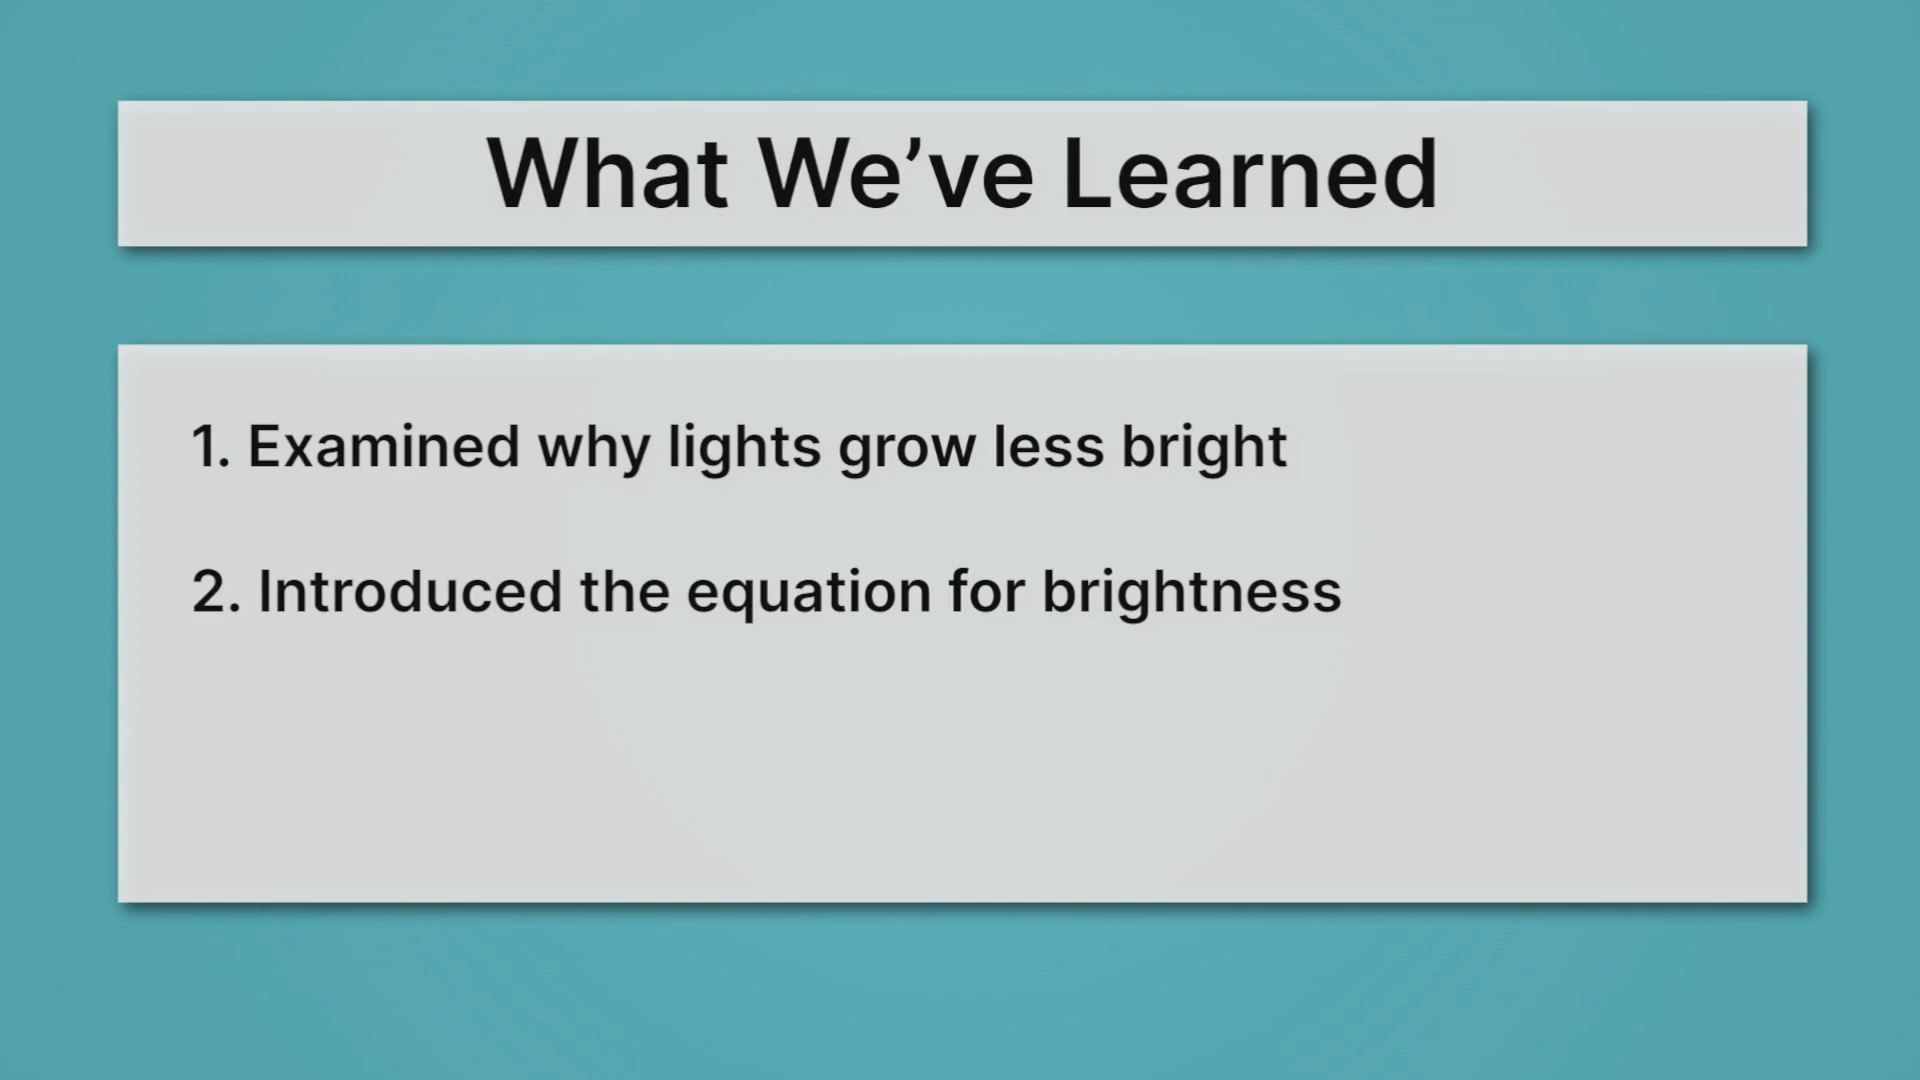 What We’ve Learned
1. Examined why lights grow less bright
2. Introduced the equation for brightness